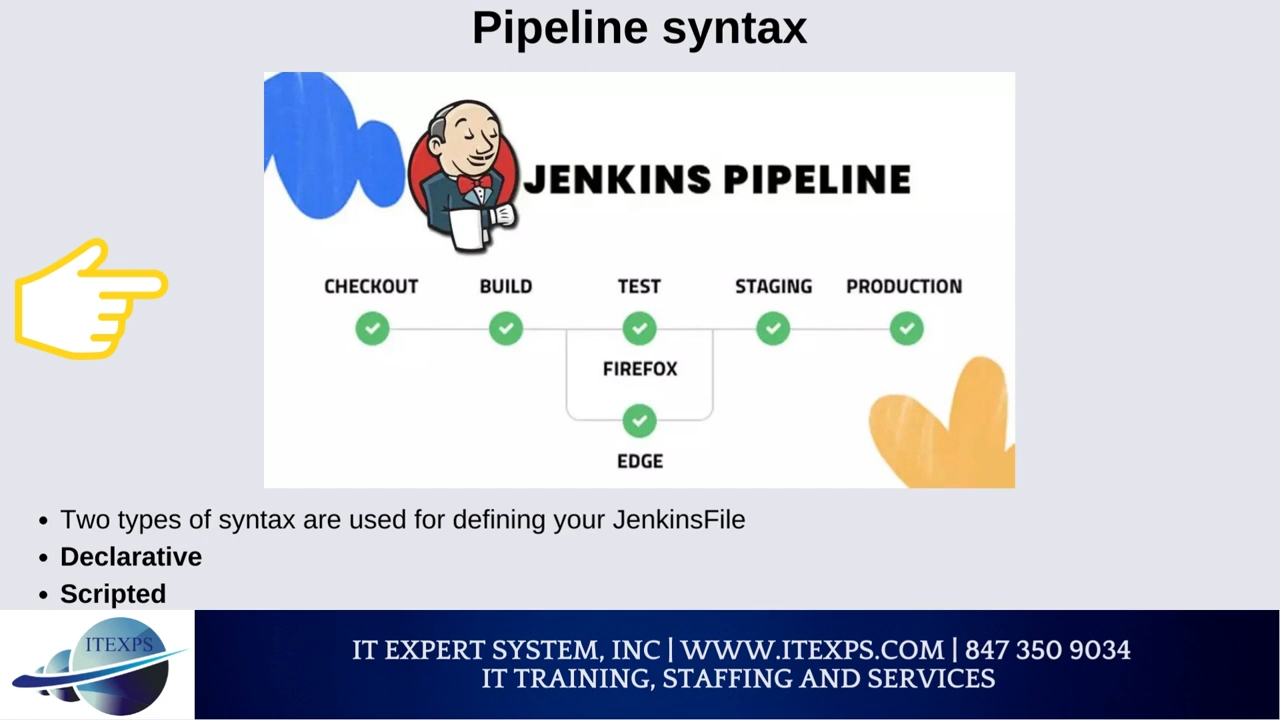 Pipeline syntax
JENKINS PIPELINE
CHECKOUT BUILD TEST STAGING PRODUCTION
FIREFOX
EDGE
• Two types of syntax are used for defining your JenkinsFile
• Declarative
• Scripted
ITEXPS
IT EXPERT SYSTEM, INC | WWW.ITEXPS.COM | 847 350 9034
IT TRAINING, STAFFING AND SERVICES